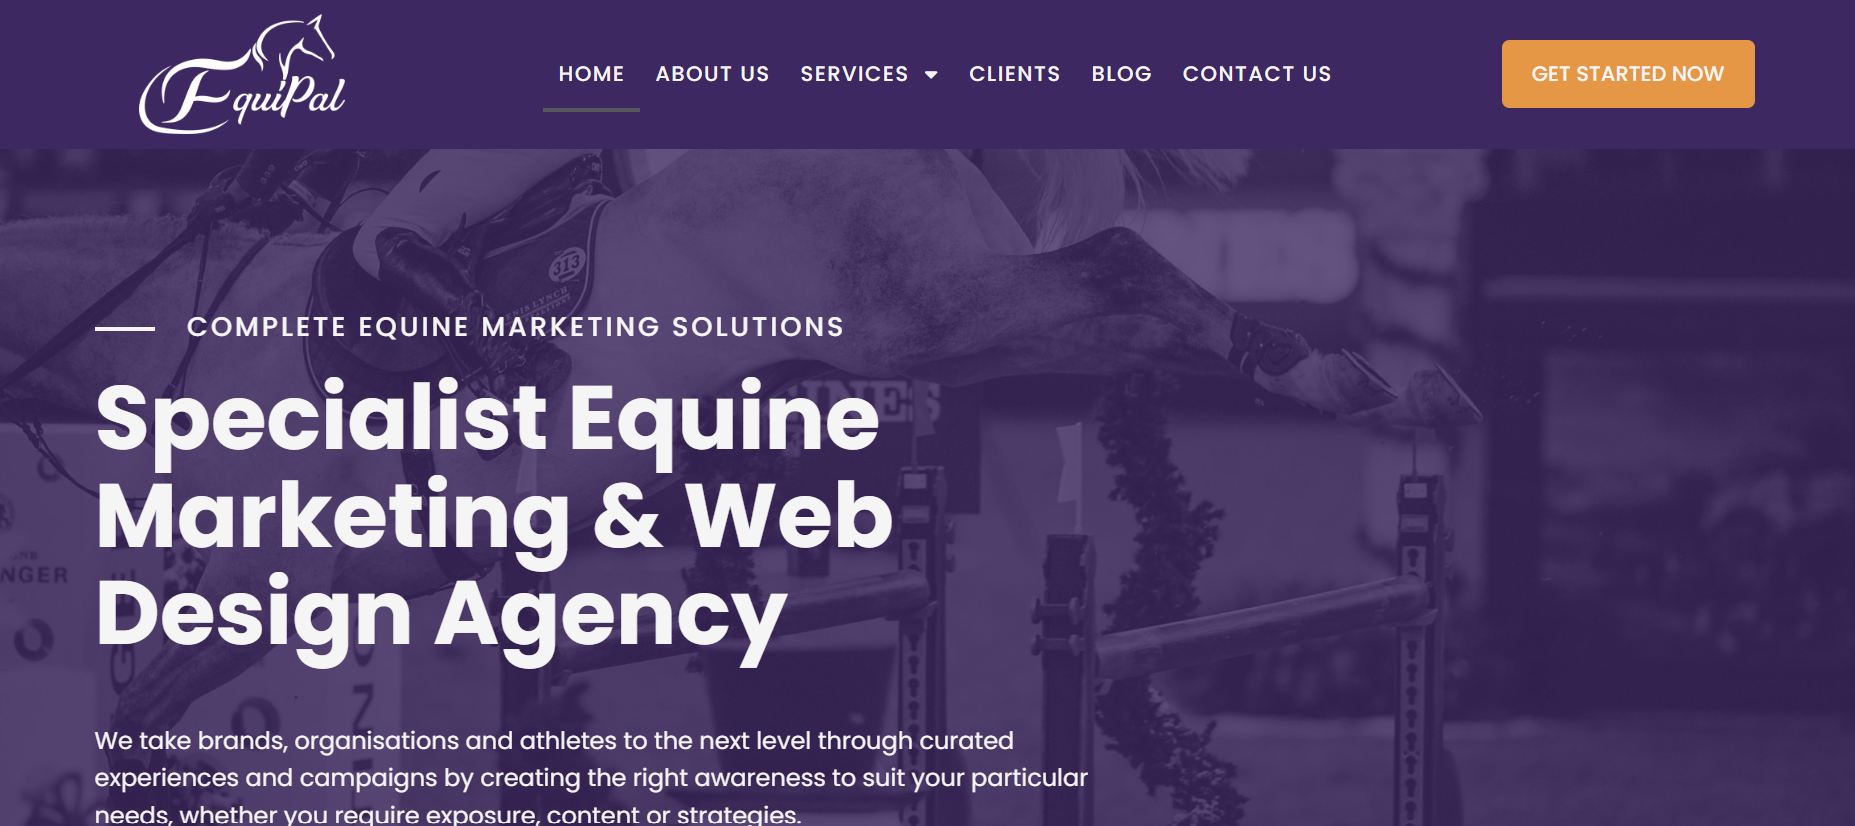 EquiPal
HOME ABOUT US SERVICES CLIENTS BLOG CONTACT US
GET STARTED NOW
313
COMPLETE EQUINE MARKETING SOLUTIONS
Specialist Equine
Marketing & Web
Design Agency
We take brands, organisations and athletes to the next level through curated
experiences and campaigns by creating the right awareness to suit your particular
needs, whether you require exposure, content or strategies.